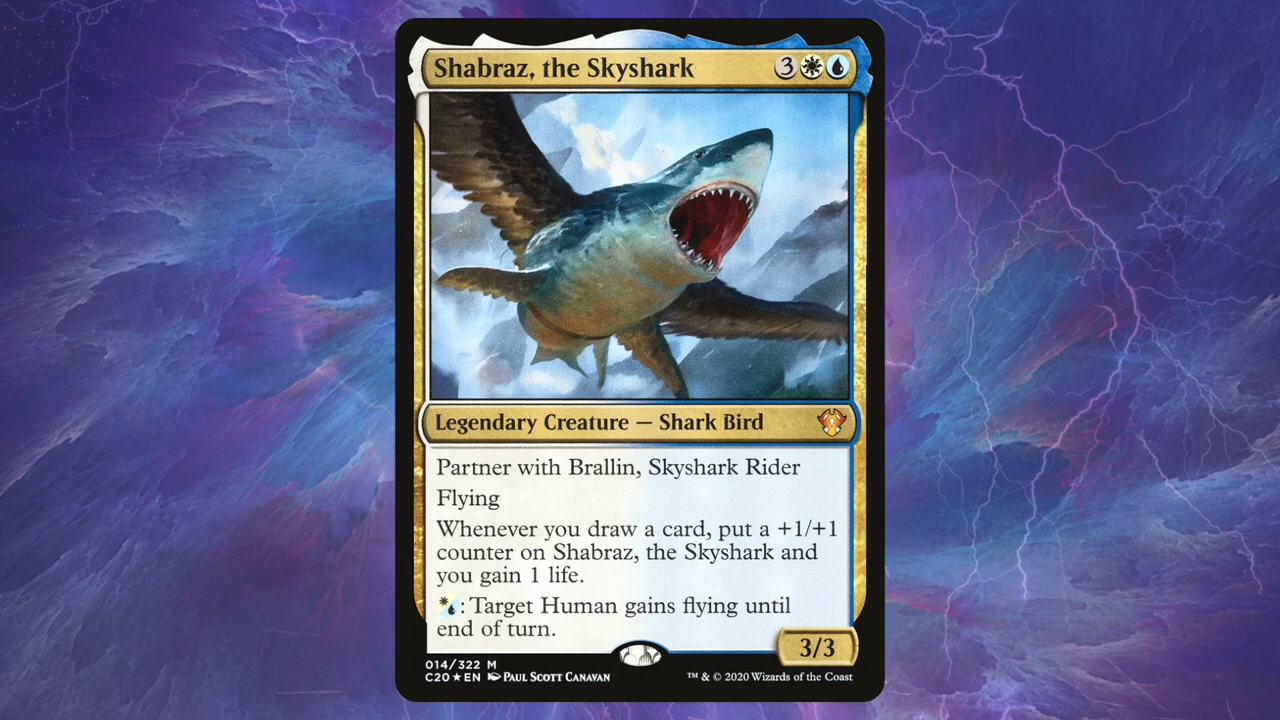 Shabraz, the Skyshark 3
Legendary Creature — Shark Bird
Partner with Brallin, Skyshark Rider
Flying
Whenever you draw a card, put a +1/+1
counter on Shabraz, the Skyshark and
you gain 1 life.
: Target Human gains flying until
end of turn.
3/3
014/322 M
C20 ★ EN Paul Scott Canavan
™ & © 2020 Wizards of the Coast